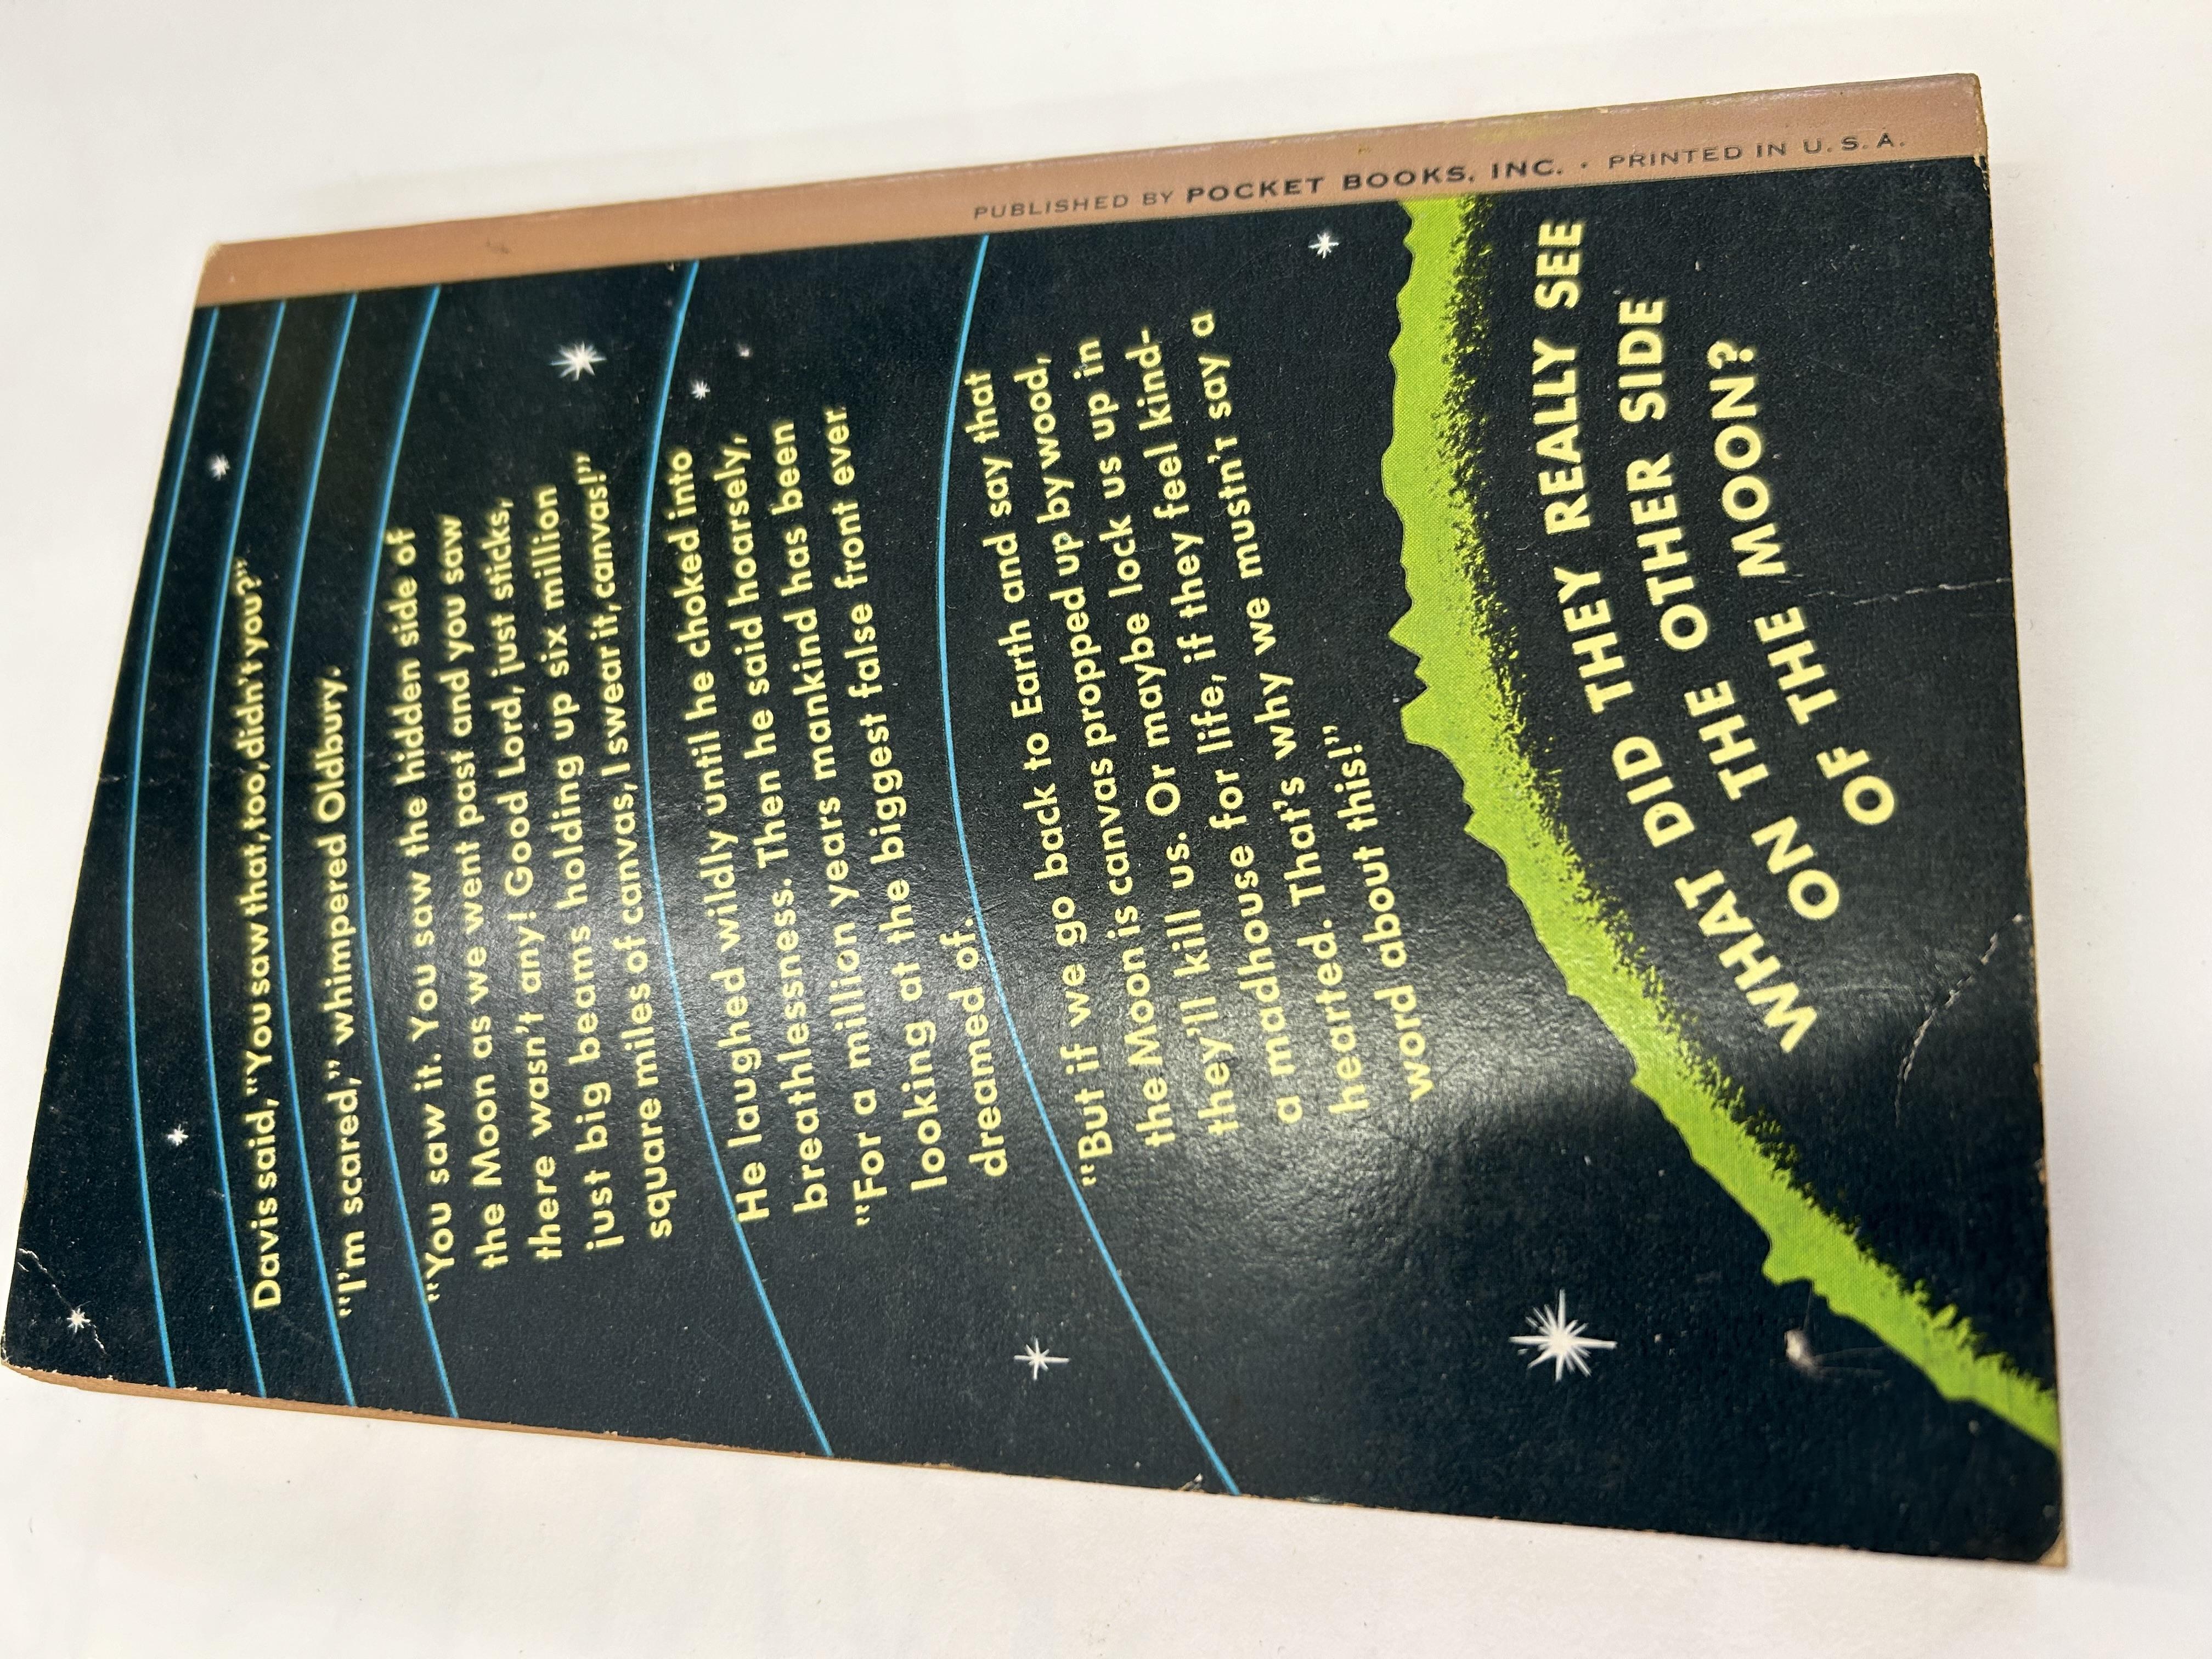 Davis said, "You saw that, too, didn't you?"
"I'm scared," whimpered Oldbury.
"You saw it. You saw the hidden side of
the Moon as we went past and you saw
there wasn't any! Good Lord, just sticks,
just big beams holding up six million
square miles of canvas, I swear it, canvas!"
He laughed wildly until he choked into
breathlessness. Then he said hoarsely,
"For a million years mankind has been
looking at the biggest false front ever
dreamed of.
"But if we go back to Earth and say that
the Moon is canvas propped up by wood,
they'll kill us. Or maybe lock us up in
a madhouse for life, if they feel kind-
hearted. That's why we mustn't say a
word about this!"
WHAT DID THEY REALLY SEE
ON THE OTHER SIDE
OF THE MOON?
PUBLISHED BY POCKET BOOKS, INC. · PRINTED IN U.S.A.